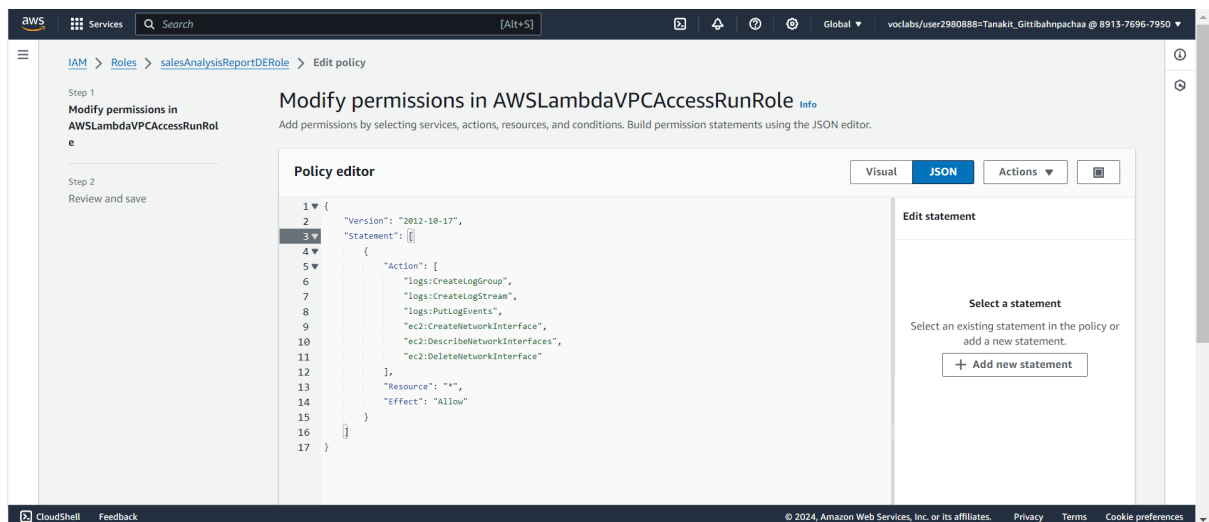 aws
Services
Search
[Alt+S]
Global ▼
voclabs/user2980888=Tanakit_Gittibahnpachaa @ 8913-7696-7950 ▼
IAM > Roles > salesAnalysisReportDERole > Edit policy
Step 1
Modify permissions in
AWSLambdaVPCAccessRunRol
e
Step 2
Review and save
Modify permissions in AWSLambdaVPCAccessRunRole Info
Add permissions by selecting services, actions, resources, and conditions. Build permission statements using the JSON editor.
Policy editor
Visual
JSON
Actions ▼
1 ▼ {
2 "Version": "2012-10-17",
3 ▼ "Statement": [
4 ▼ {
5 ▼ "Action": [
6 "logs:CreateLogGroup",
7 "logs:CreateLogStream",
8 "logs:PutLogEvents",
9 "ec2:CreateNetworkInterface",
10 "ec2:DescribeNetworkInterfaces",
11 "ec2:DeleteNetworkInterface"
12 ],
13 "Resource": "*",
14 "Effect": "Allow"
15 }
16 ]
17 }
Edit statement
Select a statement
Select an existing statement in the policy or
add a new statement.
+ Add new statement
CloudShell
Feedback
© 2024, Amazon Web Services, Inc. or its affiliates.
Privacy
Terms
Cookie preferences